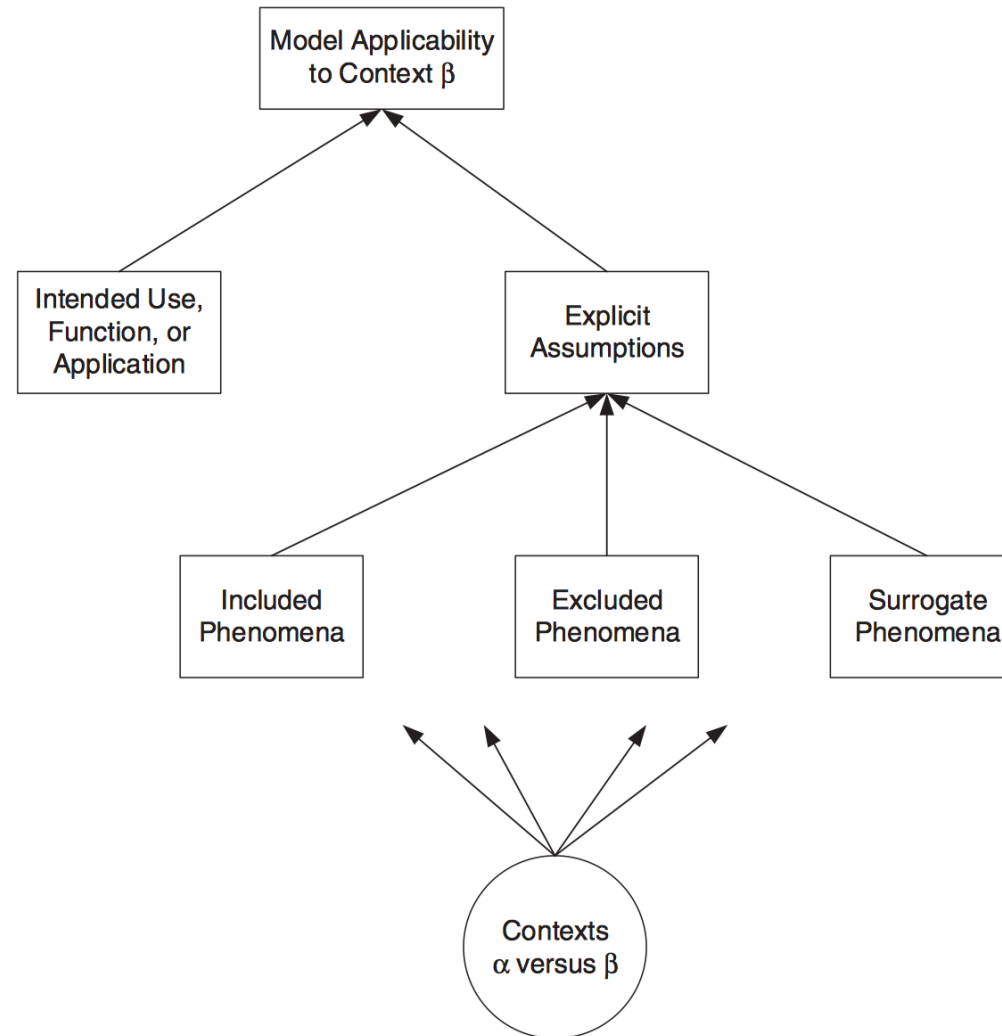 Model Applicability
to Context β
Intended Use,
Function, or
Application
Explicit
Assumptions
Included
Phenomena
Excluded
Phenomena
Surrogate
Phenomena
Contexts
α versus β